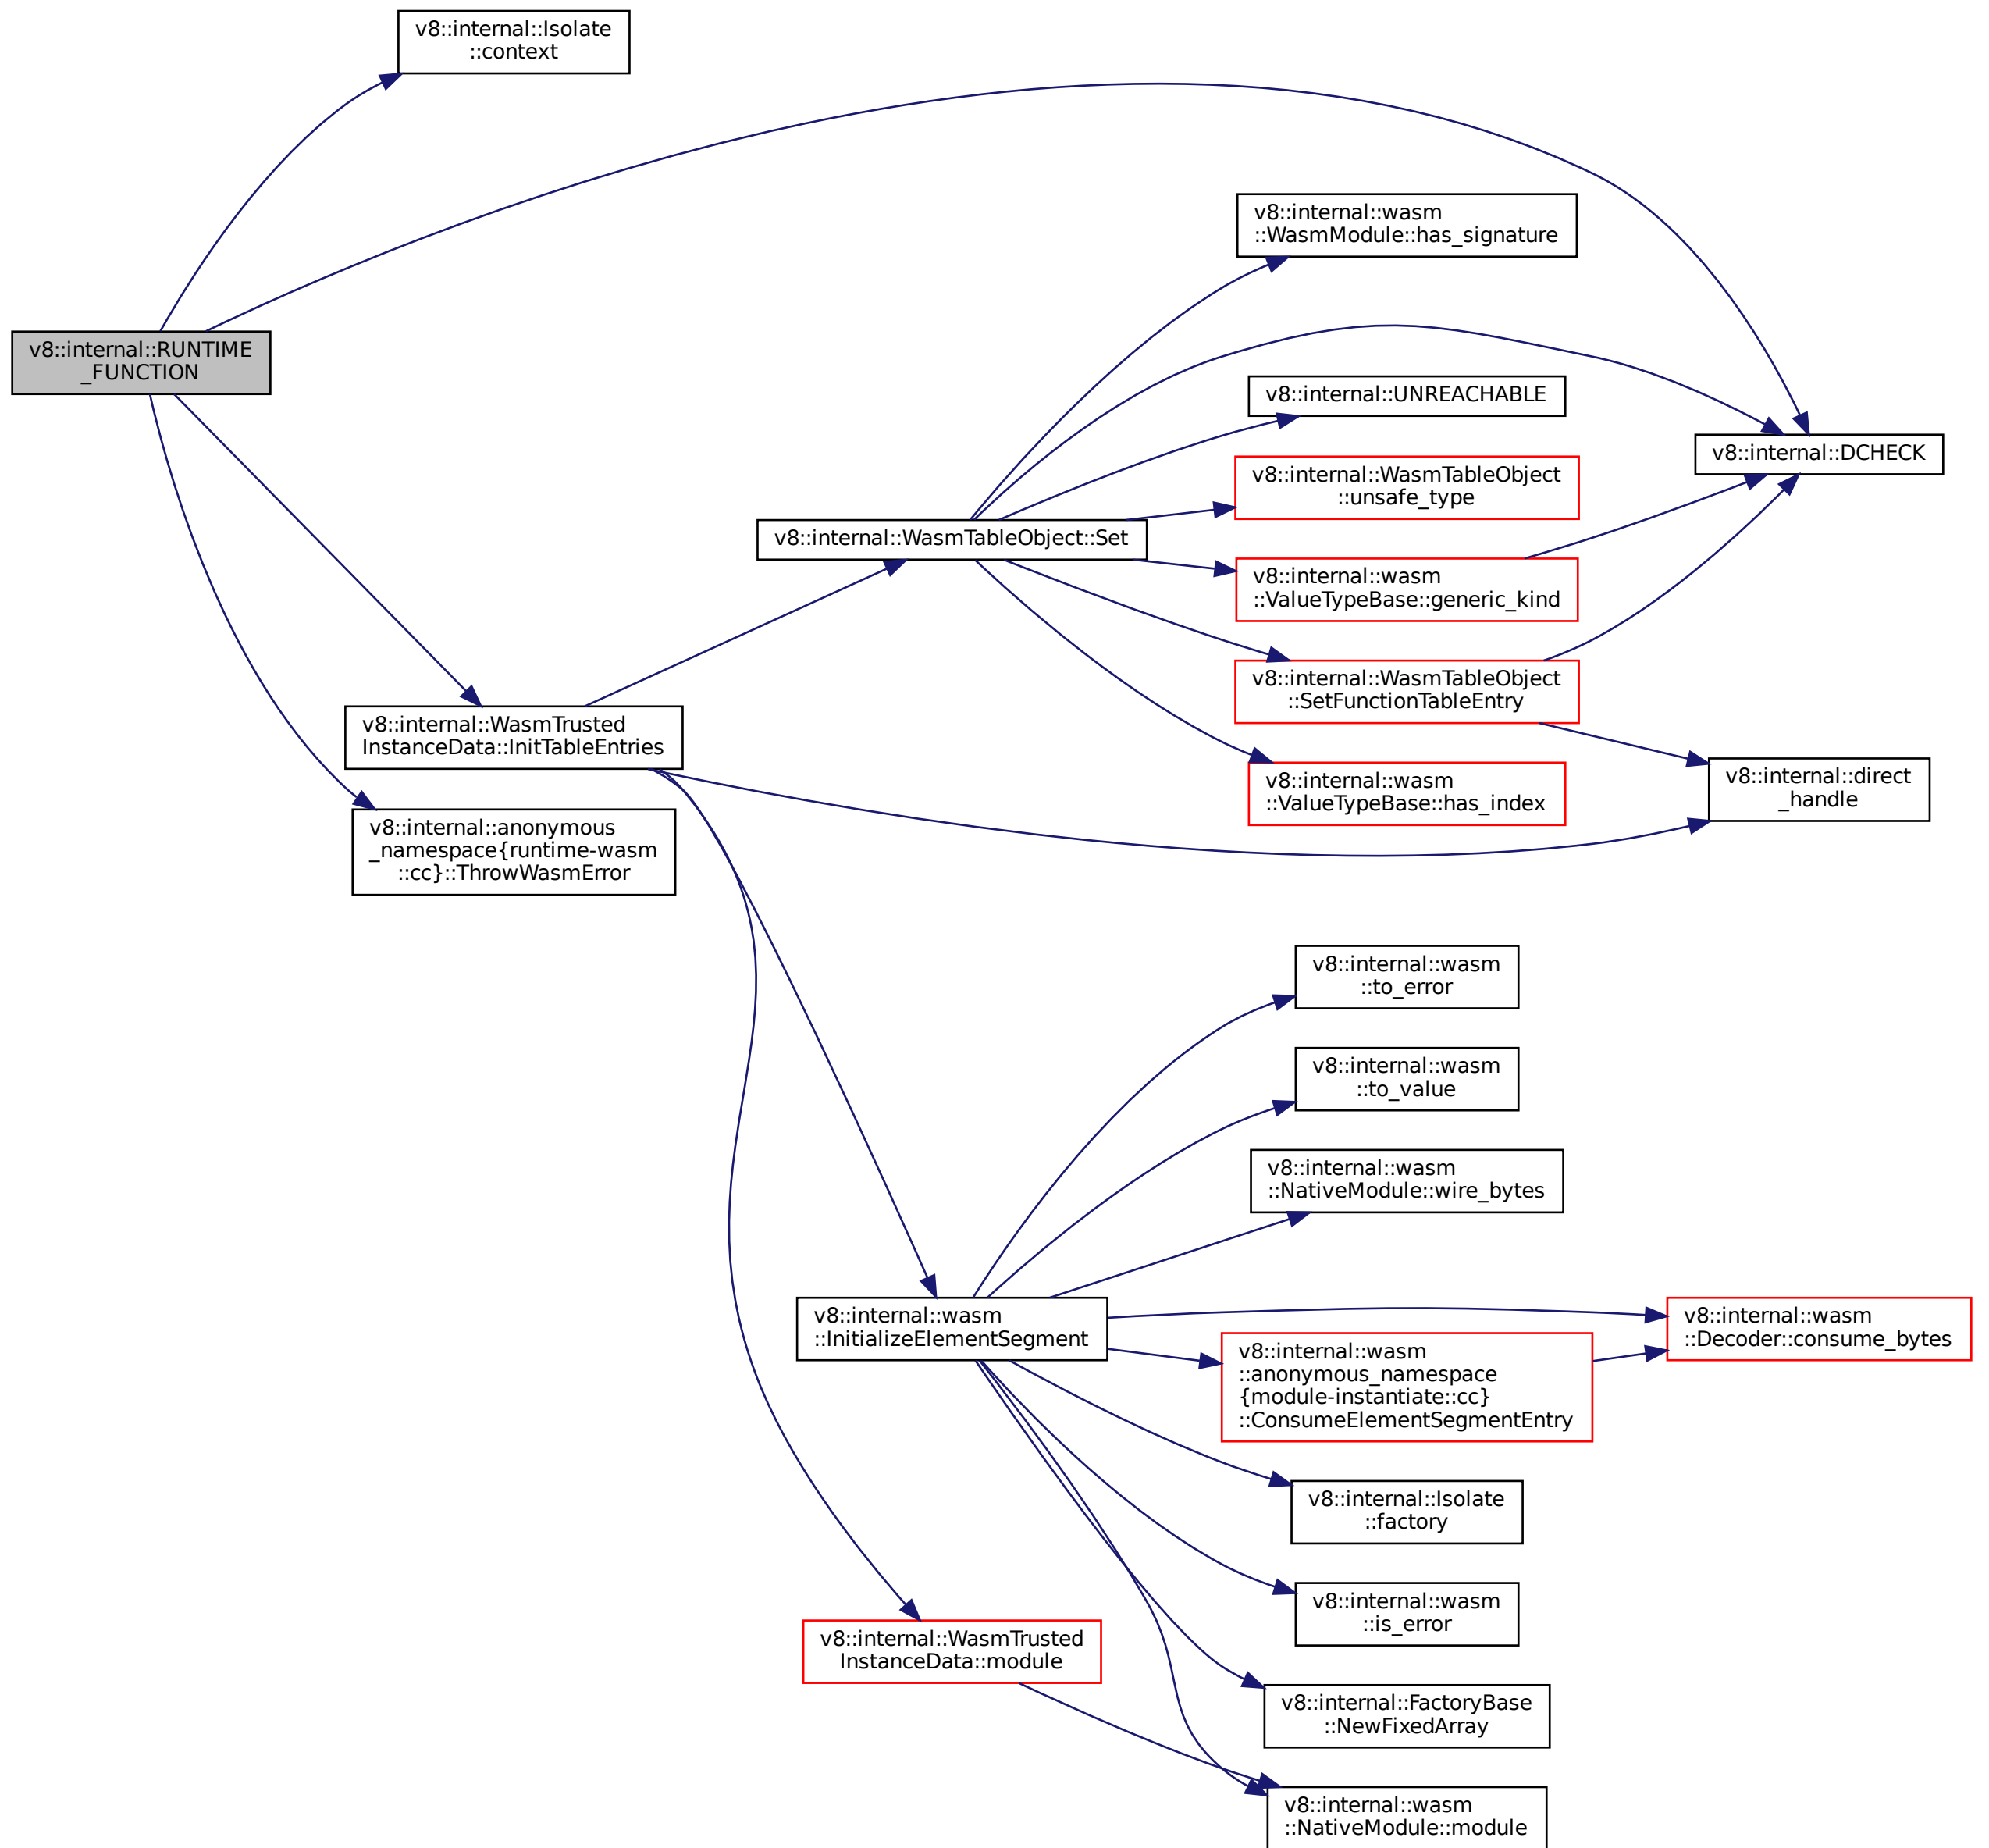 v8::internal::Isolate
::context
v8::internal::wasm
::WasmModule::has_signature
v8::internal::RUNTIME
_FUNCTION
v8::internal::UNREACHABLE
v8::internal::DCHECK
v8::internal::WasmTableObject
::unsafe_type
v8::internal::WasmTableObject::Set
v8::internal::wasm
::ValueTypeBase::generic_kind
v8::internal::WasmTableObject
::SetFunctionTableEntry
v8::internal::WasmTrusted
InstanceData::InitTableEntries
v8::internal::wasm
::ValueTypeBase::has_index
v8::internal::direct
_handle
v8::internal::anonymous
_namespace{runtime-wasm
::cc}::ThrowWasmError
v8::internal::wasm
::to_error
v8::internal::wasm
::to_value
v8::internal::wasm
::NativeModule::wire_bytes
v8::internal::wasm
::InitializeElementSegment
v8::internal::wasm
::Decoder::consume_bytes
v8::internal::wasm
::anonymous_namespace
{module-instantiate::cc}
::ConsumeElementSegmentEntry
v8::internal::Isolate
::factory
v8::internal::wasm
::is_error
v8::internal::WasmTrusted
InstanceData::module
v8::internal::FactoryBase
::NewFixedArray
v8::internal::wasm
::NativeModule::module